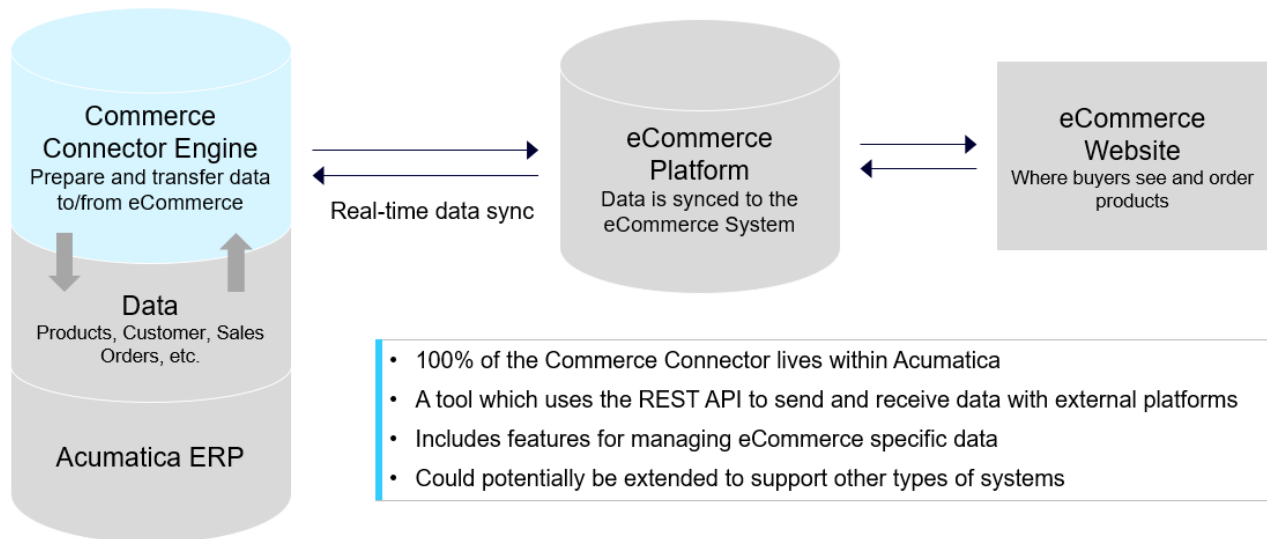 Commerce
Connector Engine
Prepare and transfer data
to/from eCommerce
Data
Products, Customer, Sales
Orders, etc.
Acumatica ERP
Real-time data sync
eCommerce
Platform
Data is synced to the
eCommerce System
eCommerce
Website
Where buyers see and order
products
• 100% of the Commerce Connector lives within Acumatica
• A tool which uses the REST API to send and receive data with external platforms
• Includes features for managing eCommerce specific data
• Could potentially be extended to support other types of systems